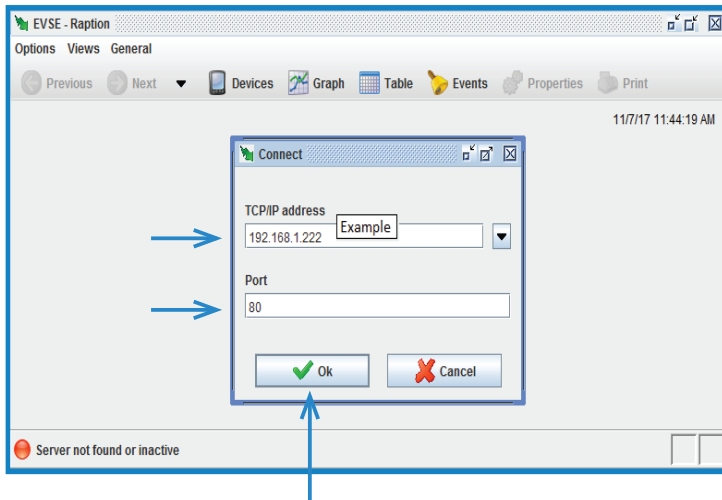 EVSE - Raption
Options Views General
Previous Next Devices Graph Table Events Properties Print
11/7/17 11:44:19 AM
Connect
TCP/IP address
192.168.1.222
Example
Port
80
Ok Cancel
Server not found or inactive